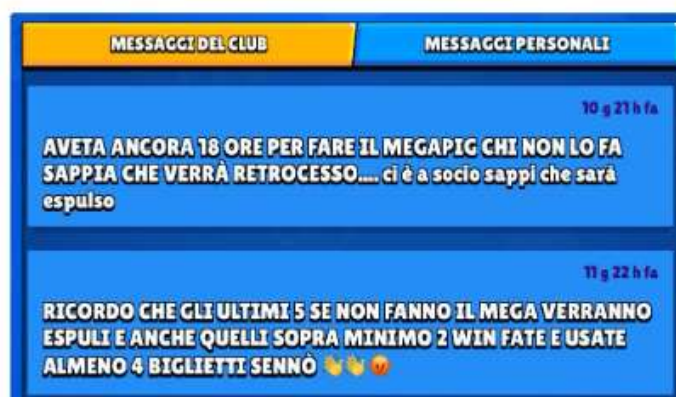 MESSAGGI DEL CLUB
MESSAGGI PERSONALI
10 g 21 h fa
AVETA ANCORA 18 ORE PER FARE IL MEGAPIG CHI NON LO FA
SAPPIA CHE VERRÀ RETROCESSO.... ci è a socio sappi che sarà
espulso
11 g 22 h fa
RICORDO CHE GLI ULTIMI 5 SE NON FANNO IL MEGA VERRANNO
ESPULI E ANCHE QUELLI SOPRA MINIMO 2 WIN FATE E USATE
ALMENO 4 BIGLIETTI SENNÒ 👋👋😡